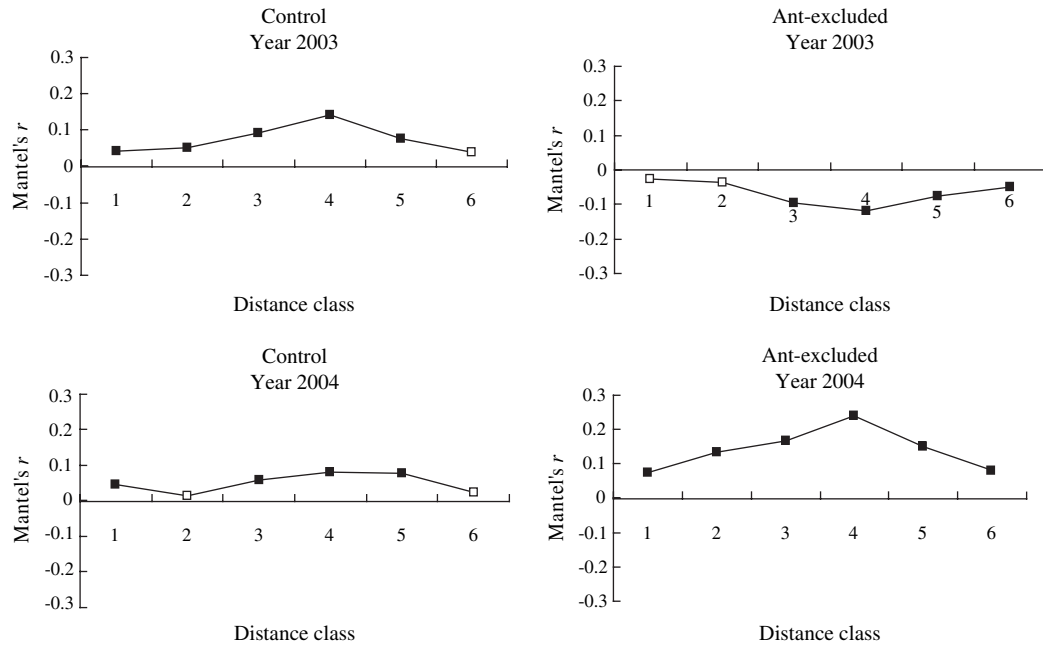 Control
Year 2003
0.3
0.2
0.1
0
-0.1
-0.2
-0.3
Mantel's r
1 2 3 4 5 6
Distance class
Ant-excluded
Year 2003
0.3
0.2
0.1
0
-0.1
-0.2
-0.3
Mantel's r
1 2 3 4 5 6
Distance class
Control
Year 2004
0.3
0.2
0.1
0
-0.1
-0.2
-0.3
Mantel's r
1 2 3 4 5 6
Distance class
Ant-excluded
Year 2004
0.3
0.2
0.1
0
-0.1
-0.2
-0.3
Mantel's r
1 2 3 4 5 6
Distance class